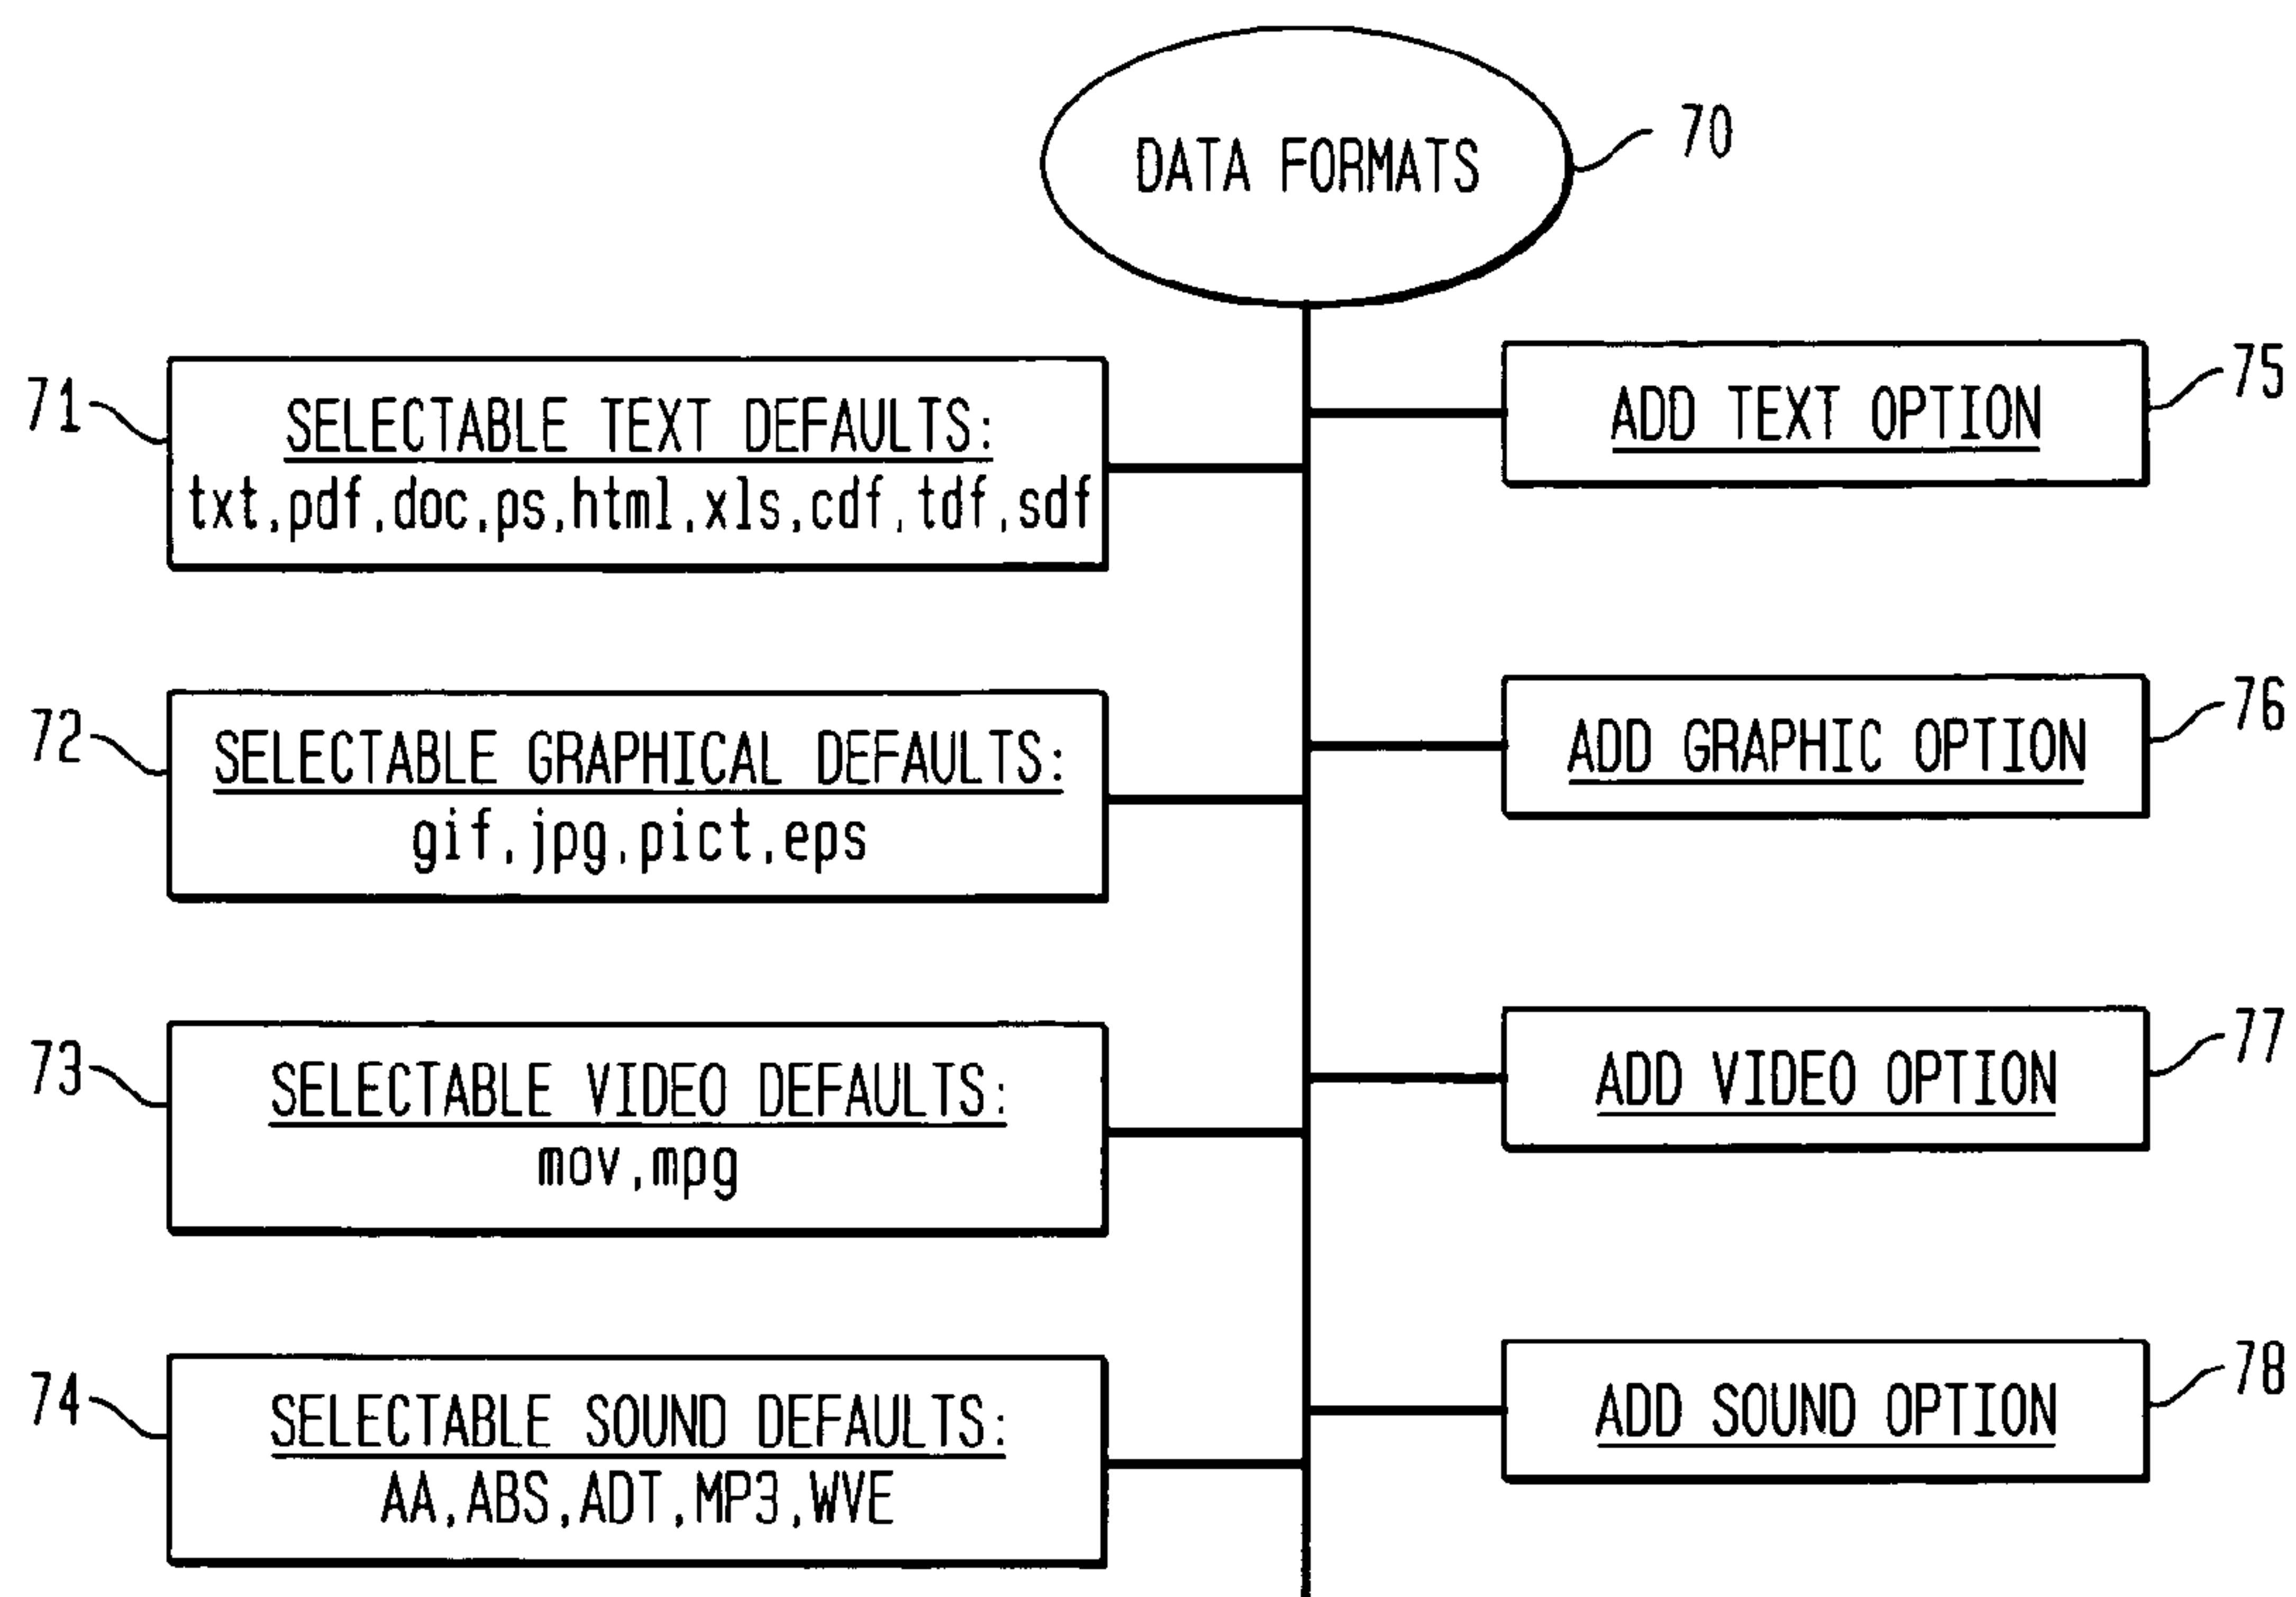 DATA FORMATS
70
71
SELECTABLE TEXT DEFAULTS:
txt,pdf,doc,ps,html,xls,cdf,tdf,sdf
75
ADD TEXT OPTION
72
SELECTABLE GRAPHICAL DEFAULTS:
gif,jpg,pict,eps
76
ADD GRAPHIC OPTION
73
SELECTABLE VIDEO DEFAULTS:
mov,mpg
77
ADD VIDEO OPTION
74
SELECTABLE SOUND DEFAULTS:
AA,ABS,ADT,MP3,WVE
78
ADD SOUND OPTION